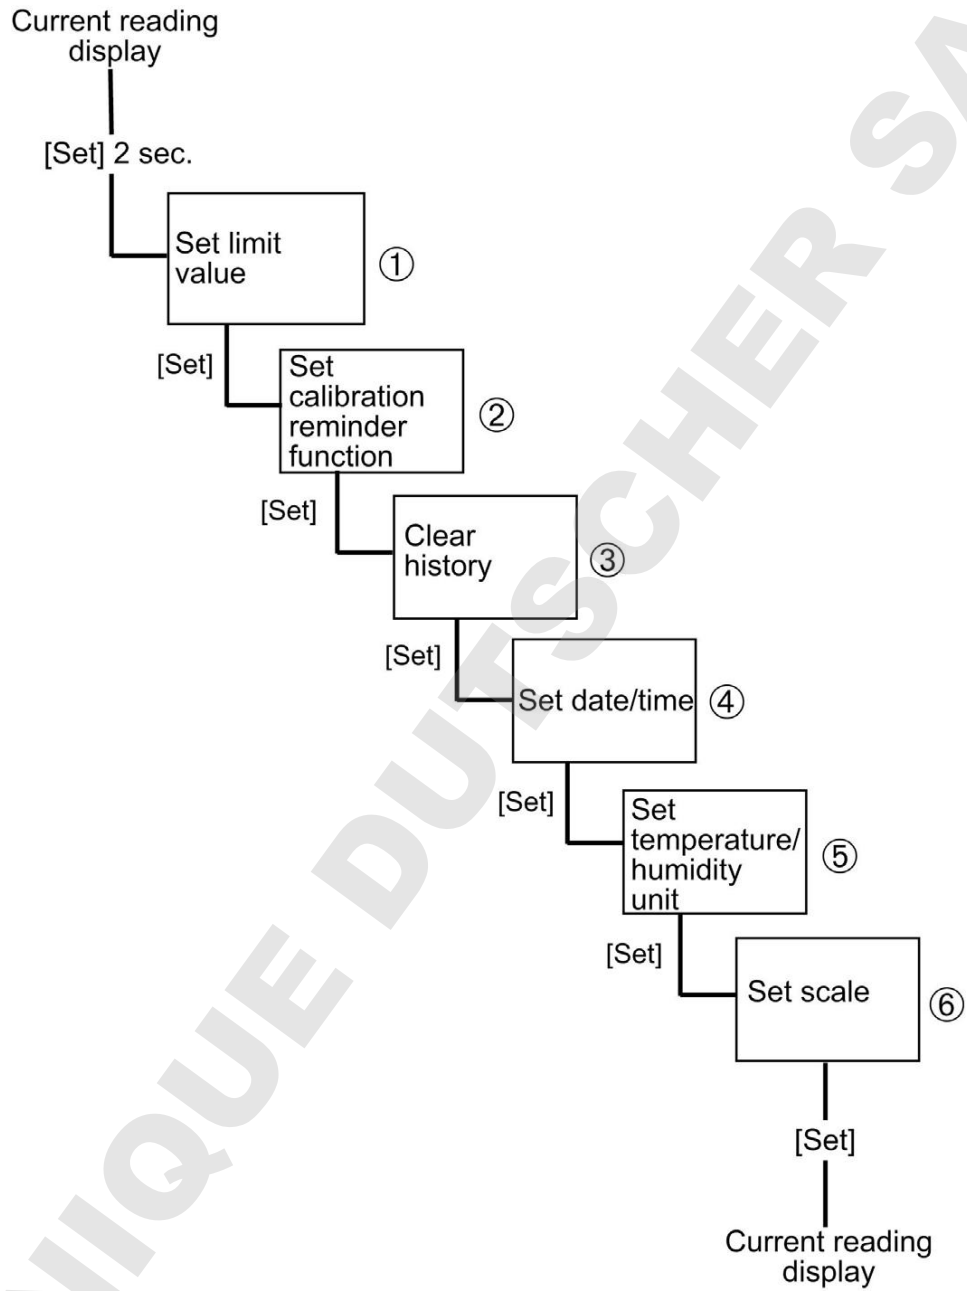 Current reading
display
[Set] 2 sec.
Set limit
value
①
[Set]
Set
calibration
reminder
function
②
[Set]
Clear
history
③
[Set]
Set date/time
④
[Set]
Set
temperature/
humidity
unit
⑤
[Set]
Set scale
⑥
[Set]
Current reading
display
NIQUE DUTSCHER SA